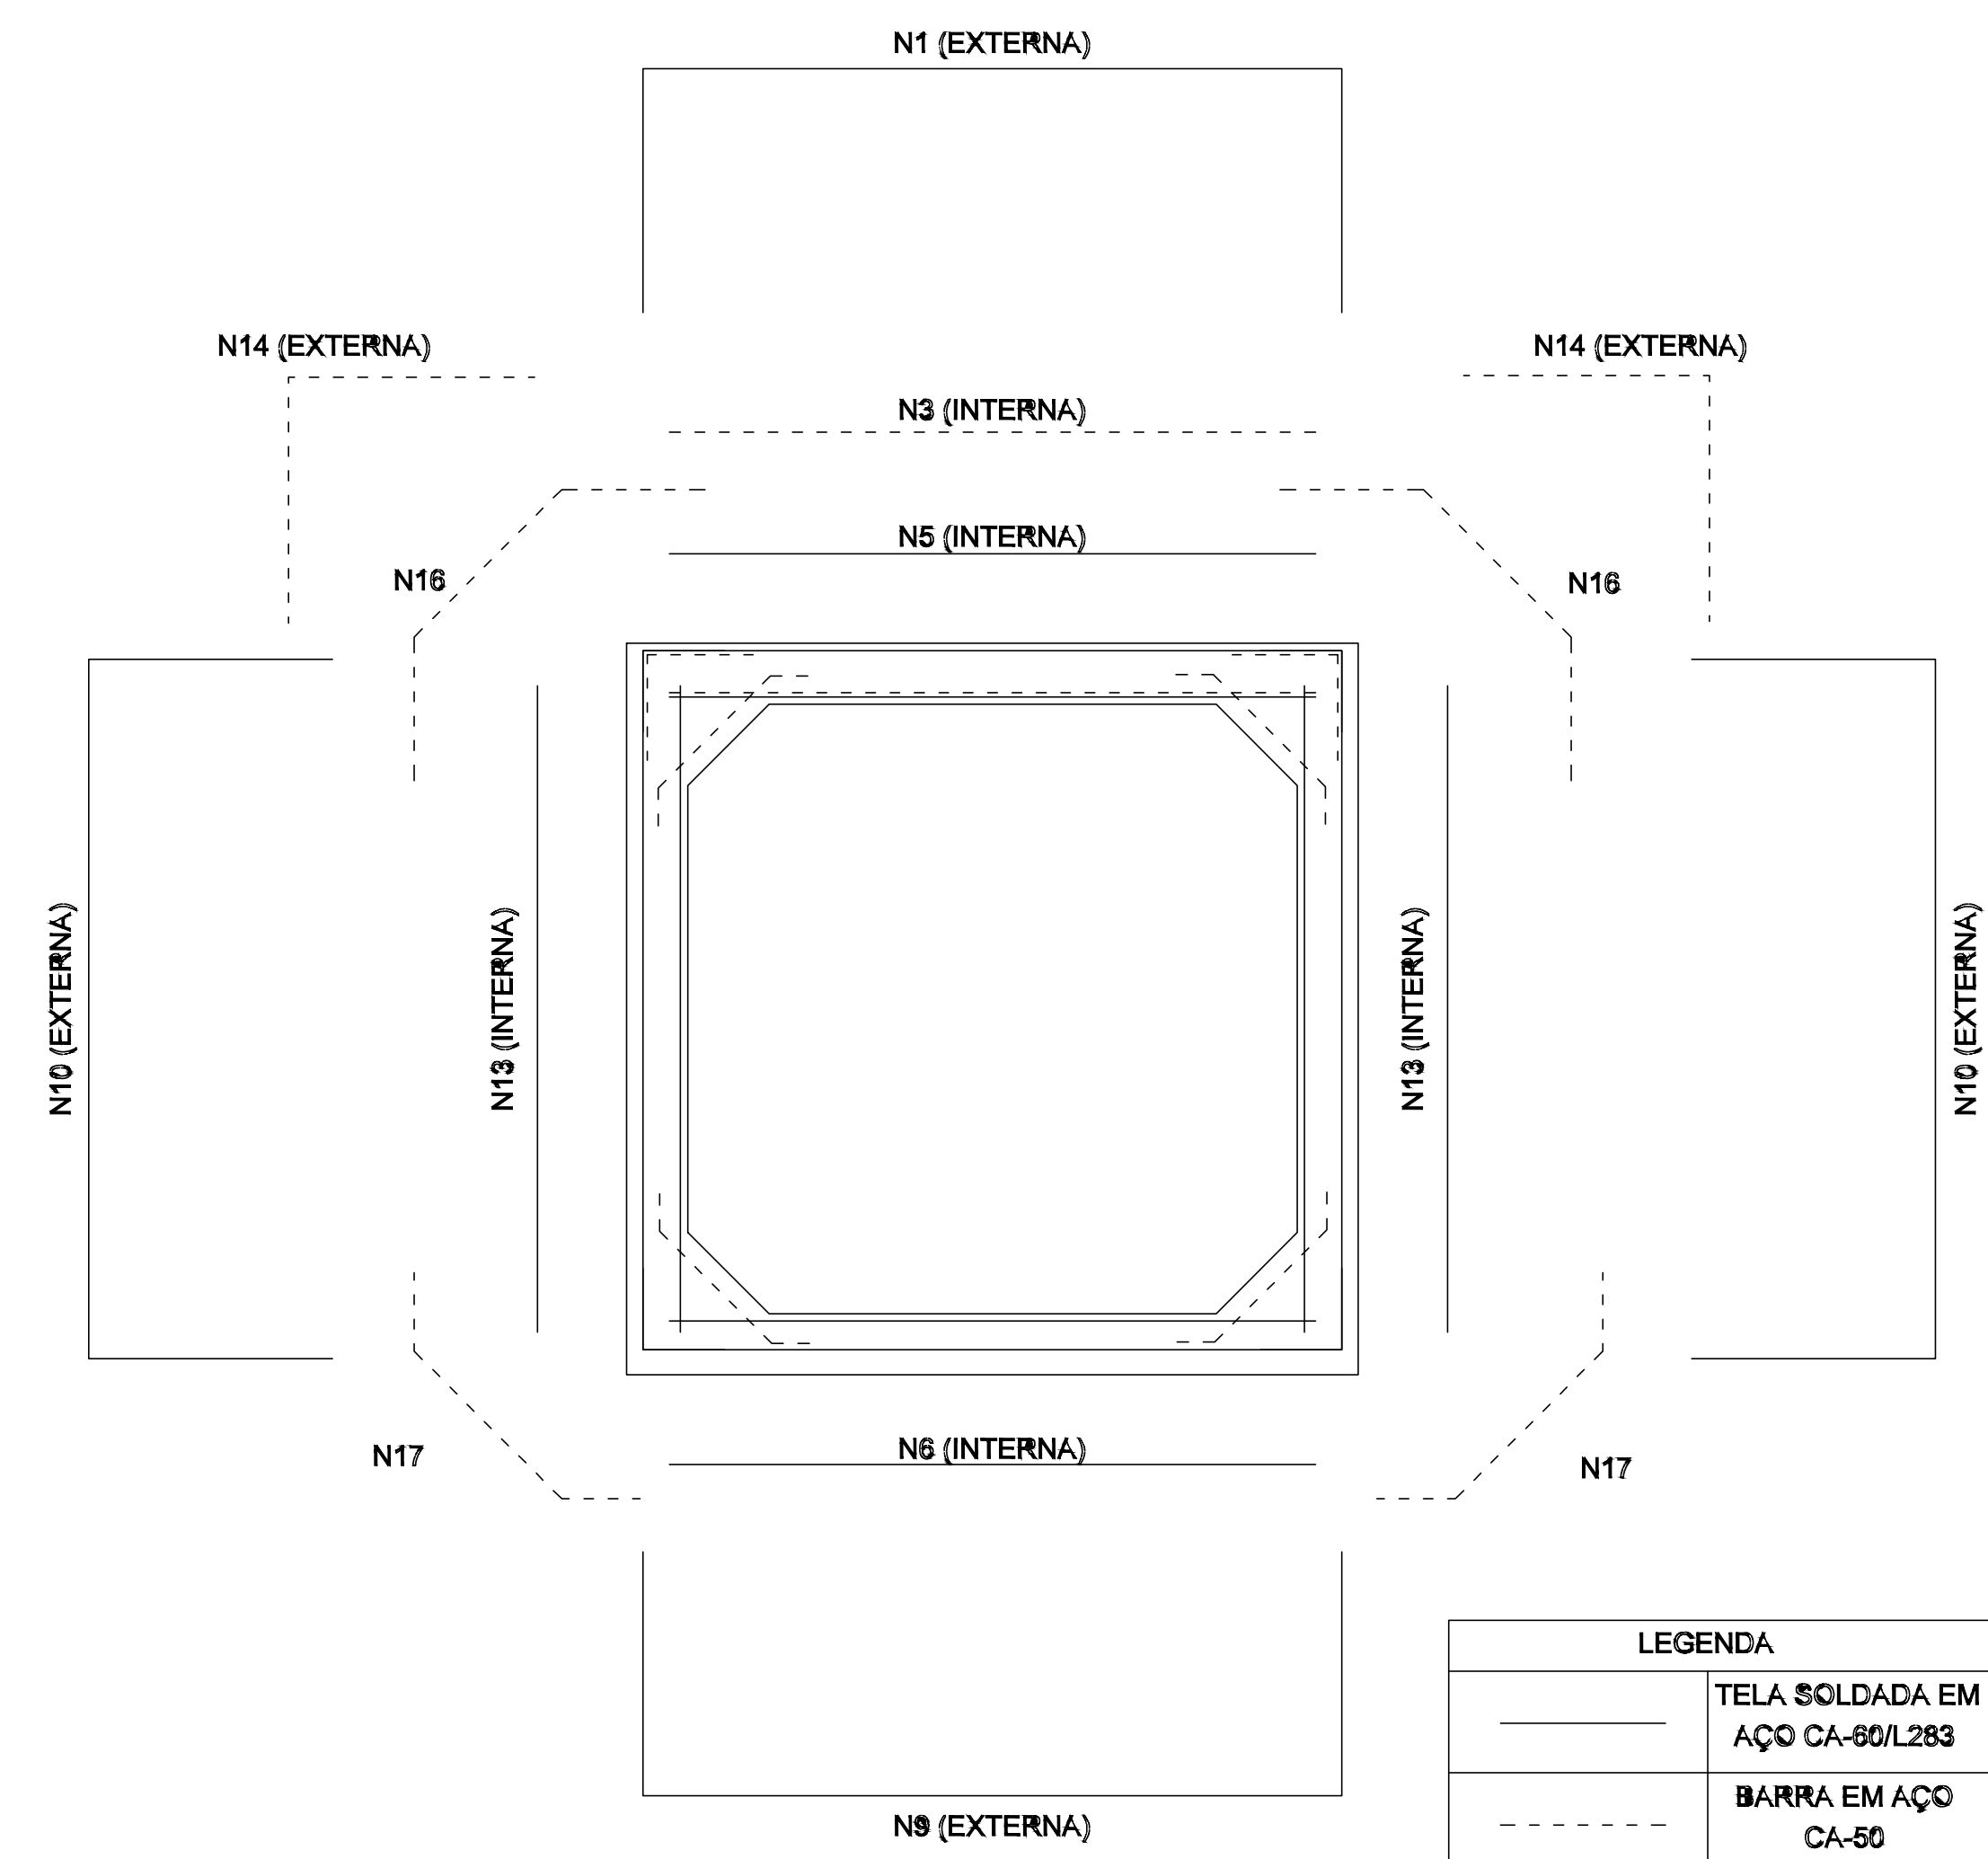 N1 (EXTERNA)
N14 (EXTERNA)
N14 (EXTERNA)
N3 (INTERNA)
N5 (INTERNA)
N16
N16
N10 (EXTERNA)
N13 (INTERNA)
N13 (INTERNA)
N10 (EXTERNA)
N6 (INTERNA)
N17
N17
N9 (EXTERNA)
LEGENDA
TELA SOLDADA EM
AÇO CA-60/L283
BARRA EM AÇO
CA-50